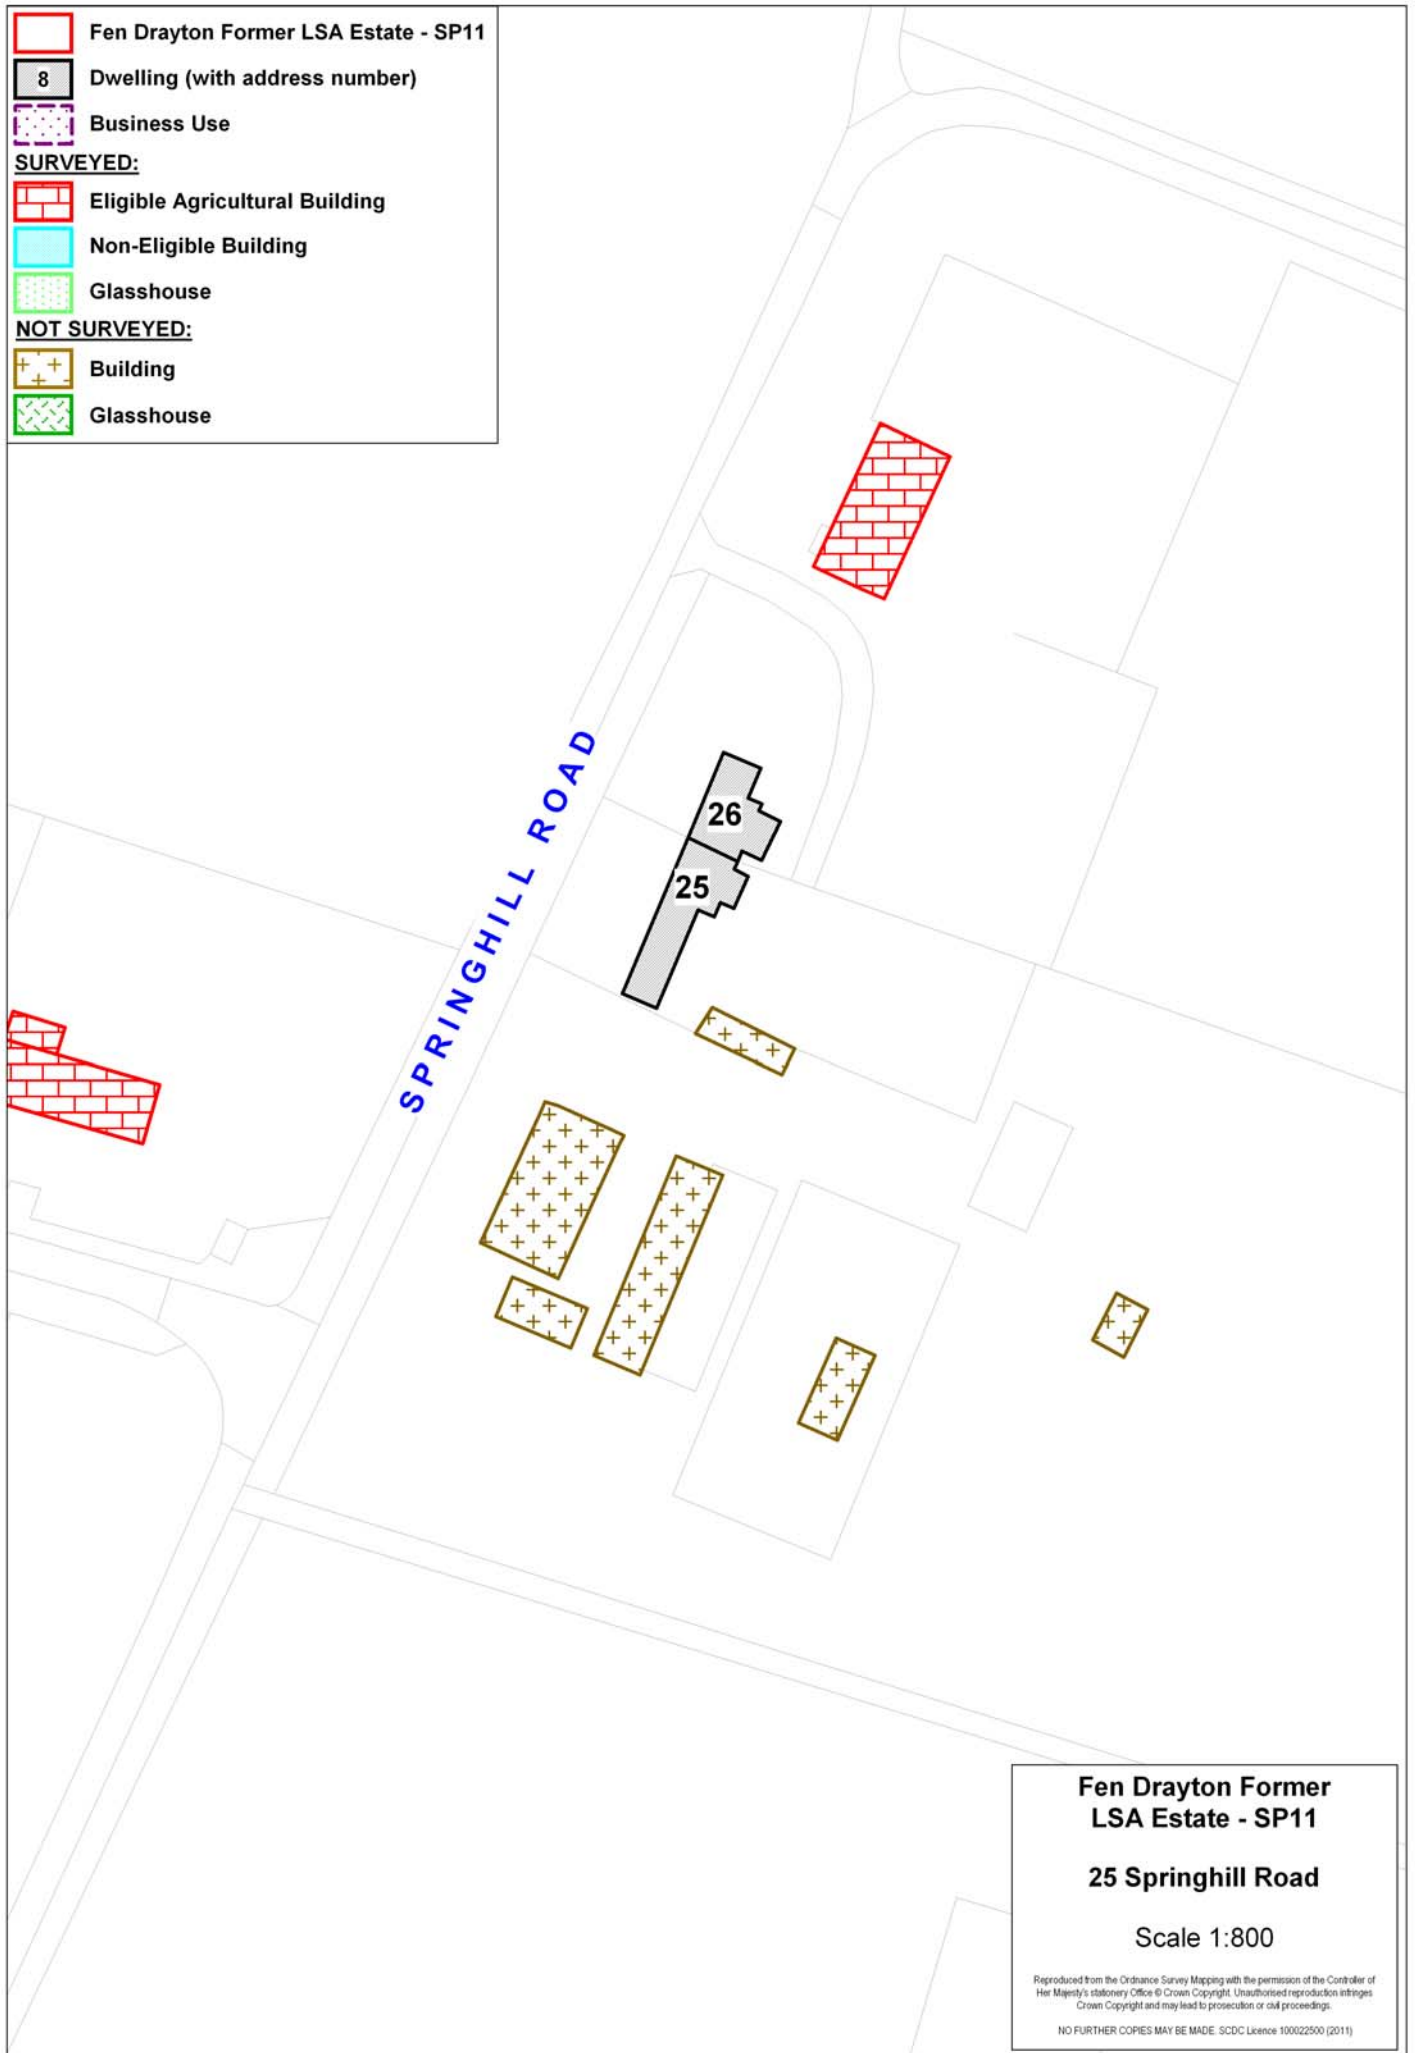 Fen Drayton Former LSA Estate - SP11
8 Dwelling (with address number)
Business Use
SURVEYED:
Eligible Agricultural Building
Non-Eligible Building
Glasshouse
NOT SURVEYED:
Building
Glasshouse
26
25
SPRINGHILL ROAD
Fen Drayton Former
LSA Estate - SP11
25 Springhill Road
Scale 1:800
Reproduced from the Ordnance Survey Mapping with the permission of the Controller of
Her Majesty's stationery Office © Crown Copyright. Unauthorised reproduction infringes
Crown Copyright and may lead to prosecution or civil proceedings.
NO FURTHER COPIES MAY BE MADE. SCDC Licence 100022500 (2011)